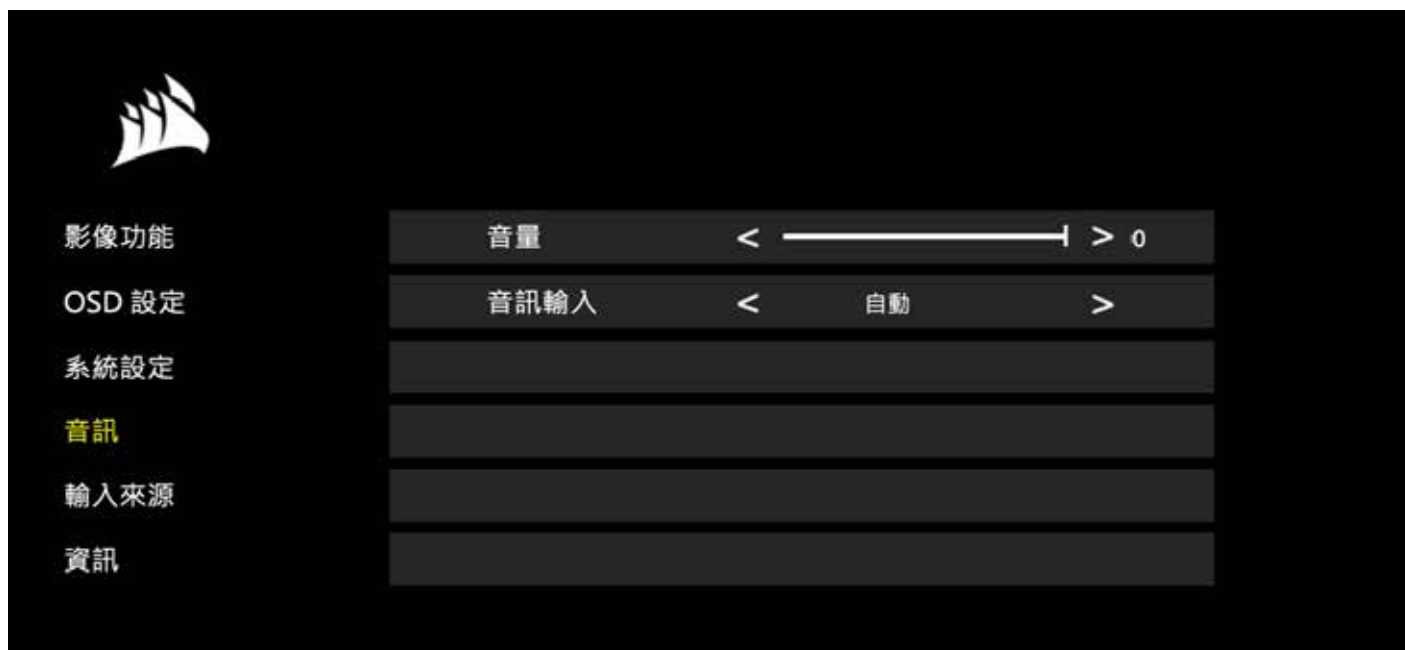 影像功能 音量 < > 0
OSD 設定 音訊輸入 < 自動 >
系統設定
音訊
輸入來源
資訊